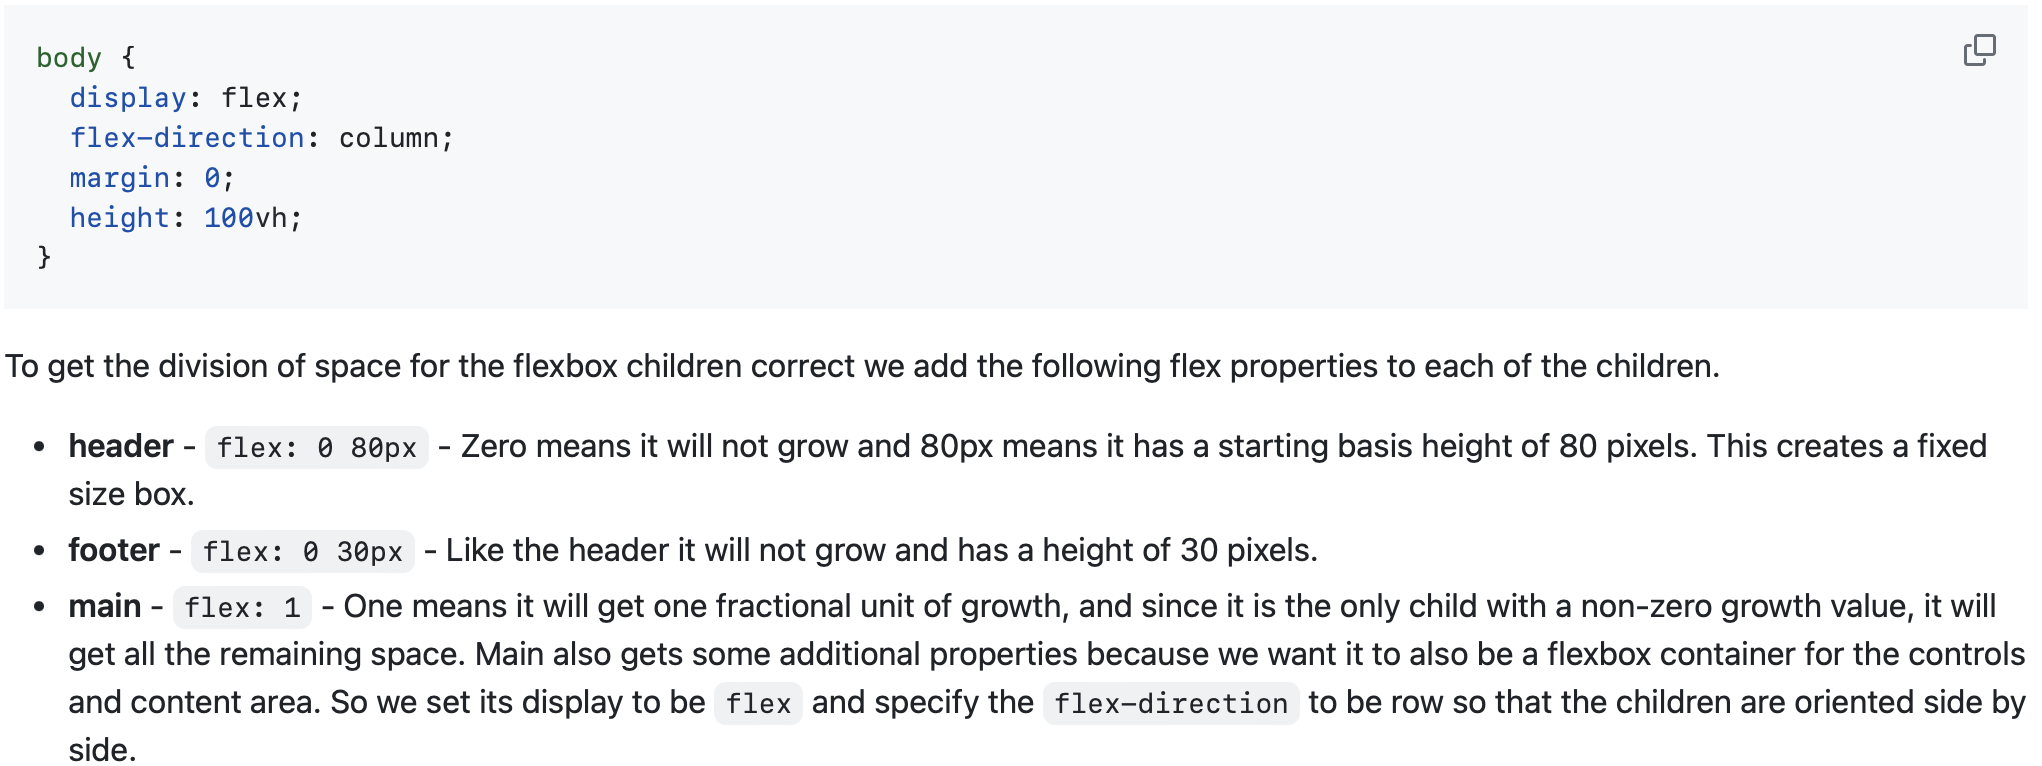 body {
  display: flex;
  flex-direction: column;
  margin: 0;
  height: 100vh;
}
To get the division of space for the flexbox children correct we add the following flex properties to each of the children.
• header - flex: 0 80px - Zero means it will not grow and 80px means it has a starting basis height of 80 pixels. This creates a fixed
size box.
• footer - flex: 0 30px - Like the header it will not grow and has a height of 30 pixels.
• main - flex: 1 - One means it will get one fractional unit of growth, and since it is the only child with a non-zero growth value, it will
get all the remaining space. Main also gets some additional properties because we want it to also be a flexbox container for the controls
and content area. So we set its display to be flex and specify the flex-direction to be row so that the children are oriented side by
side.